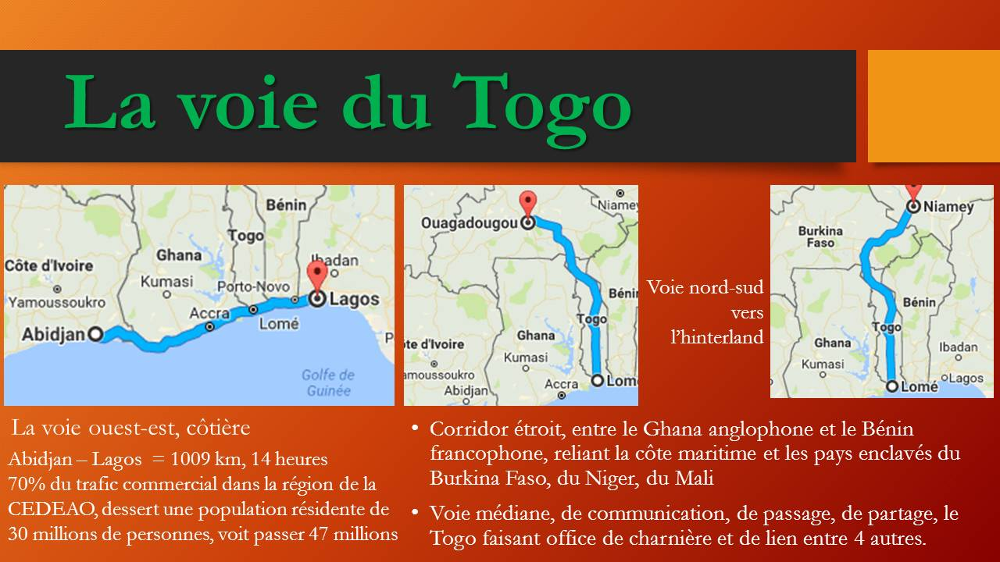 La voie du Togo
Bénin
Togo
Ghana
Ibadan
Côte d'Ivoire
Kumasi
Porto-Novo
Yamoussoukro
Lagos
Accra
Lomé
Abidjan
Golfe de
Guinée
Niamey
Ouagadougou
Bénin
Togo
Ghana
Côte d'Ivoire
Kumasi
Yamoussoukro
Accra
Lomé
Abidjan
Voie nord-sud
vers
l'hinterland
Niamey
Burkina
Faso
Bénin
Togo
Ghana
Ibadan
Kumasi
Lagos
Lomé
La voie ouest-est, côtière
Abidjan – Lagos = 1009 km, 14 heures
70% du trafic commercial dans la région de la
CEDEAO, dessert une population résidente de
30 millions de personnes, voit passer 47 millions
• Corridor étroit, entre le Ghana anglophone et le Bénin
francophone, reliant la côte maritime et les pays enclavés du
Burkina Faso, du Niger, du Mali
• Voie médiane, de communication, de passage, de partage, le
Togo faisant office de charnière et de lien entre 4 autres.